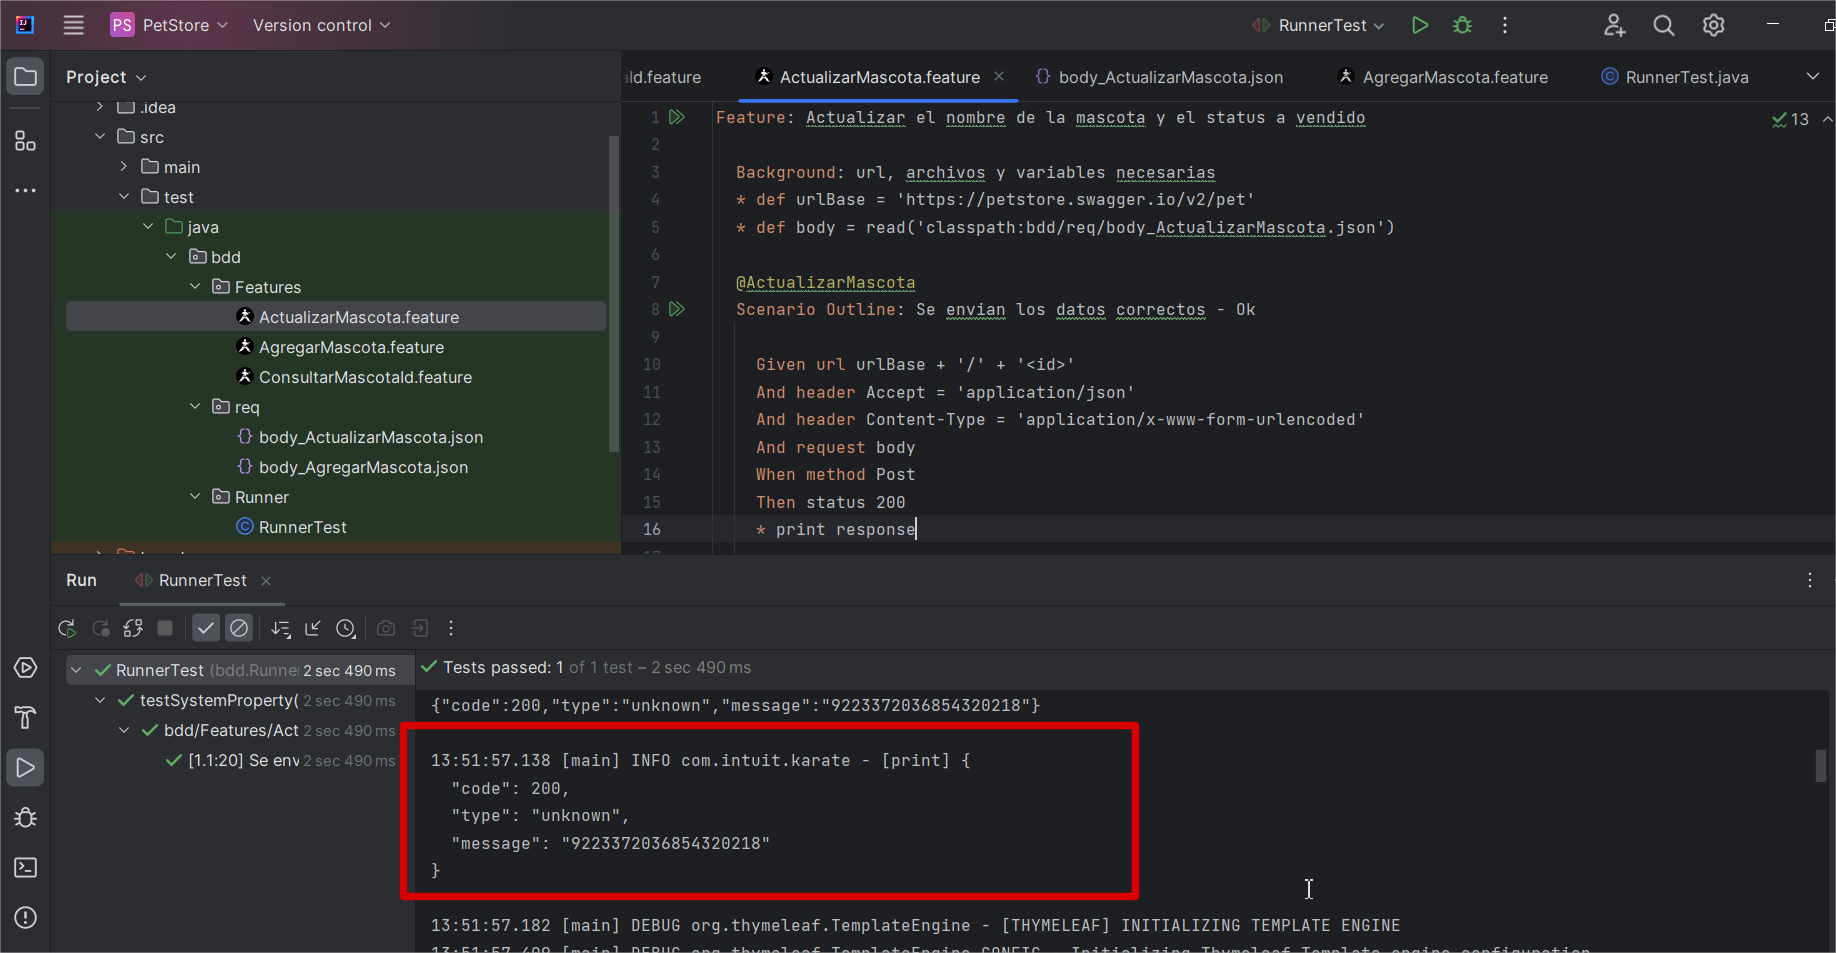 PS PetStore Version control RunnerTest
Project
.idea
src
main
test
java
bdd
Features
ActualizarMascota.feature
AgregarMascota.feature
ConsultarMascotaId.feature
req
body_ActualizarMascota.json
body_AgregarMascota.json
Runner
RunnerTest
Id.feature ActualizarMascota.feature body_ActualizarMascota.json AgregarMascota.feature RunnerTest.java
13
1 Feature: Actualizar el nombre de la mascota y el status a vendido
2
3 Background: url, archivos y variables necesarias
4 * def urlBase = 'https://petstore.swagger.io/v2/pet'
5 * def body = read('classpath:bdd/req/body_ActualizarMascota.json')
6
7 @ActualizarMascota
8 Scenario Outline: Se envian los datos correctos - Ok
9
10 Given url urlBase + '/' + '<id>'
11 And header Accept = 'application/json'
12 And header Content-Type = 'application/x-www-form-urlencoded'
13 And request body
14 When method Post
15 Then status 200
16 * print response
Run RunnerTest
RunnerTest (bdd.Runner 2 sec 490 ms
testSystemProperty( 2 sec 490 ms
bdd/Features/Act 2 sec 490 ms
[1.1:20] Se env 2 sec 490 ms
Tests passed: 1 of 1 test – 2 sec 490 ms
{"code":200,"type":"unknown","message":"9223372036854320218"}
13:51:57.138 [main] INFO com.intuit.karate - [print] {
"code": 200,
"type": "unknown",
"message": "9223372036854320218"
}
13:51:57.182 [main] DEBUG org.thymeleaf.TemplateEngine - [THYMELEAF] INITIALIZING TEMPLATE ENGINE